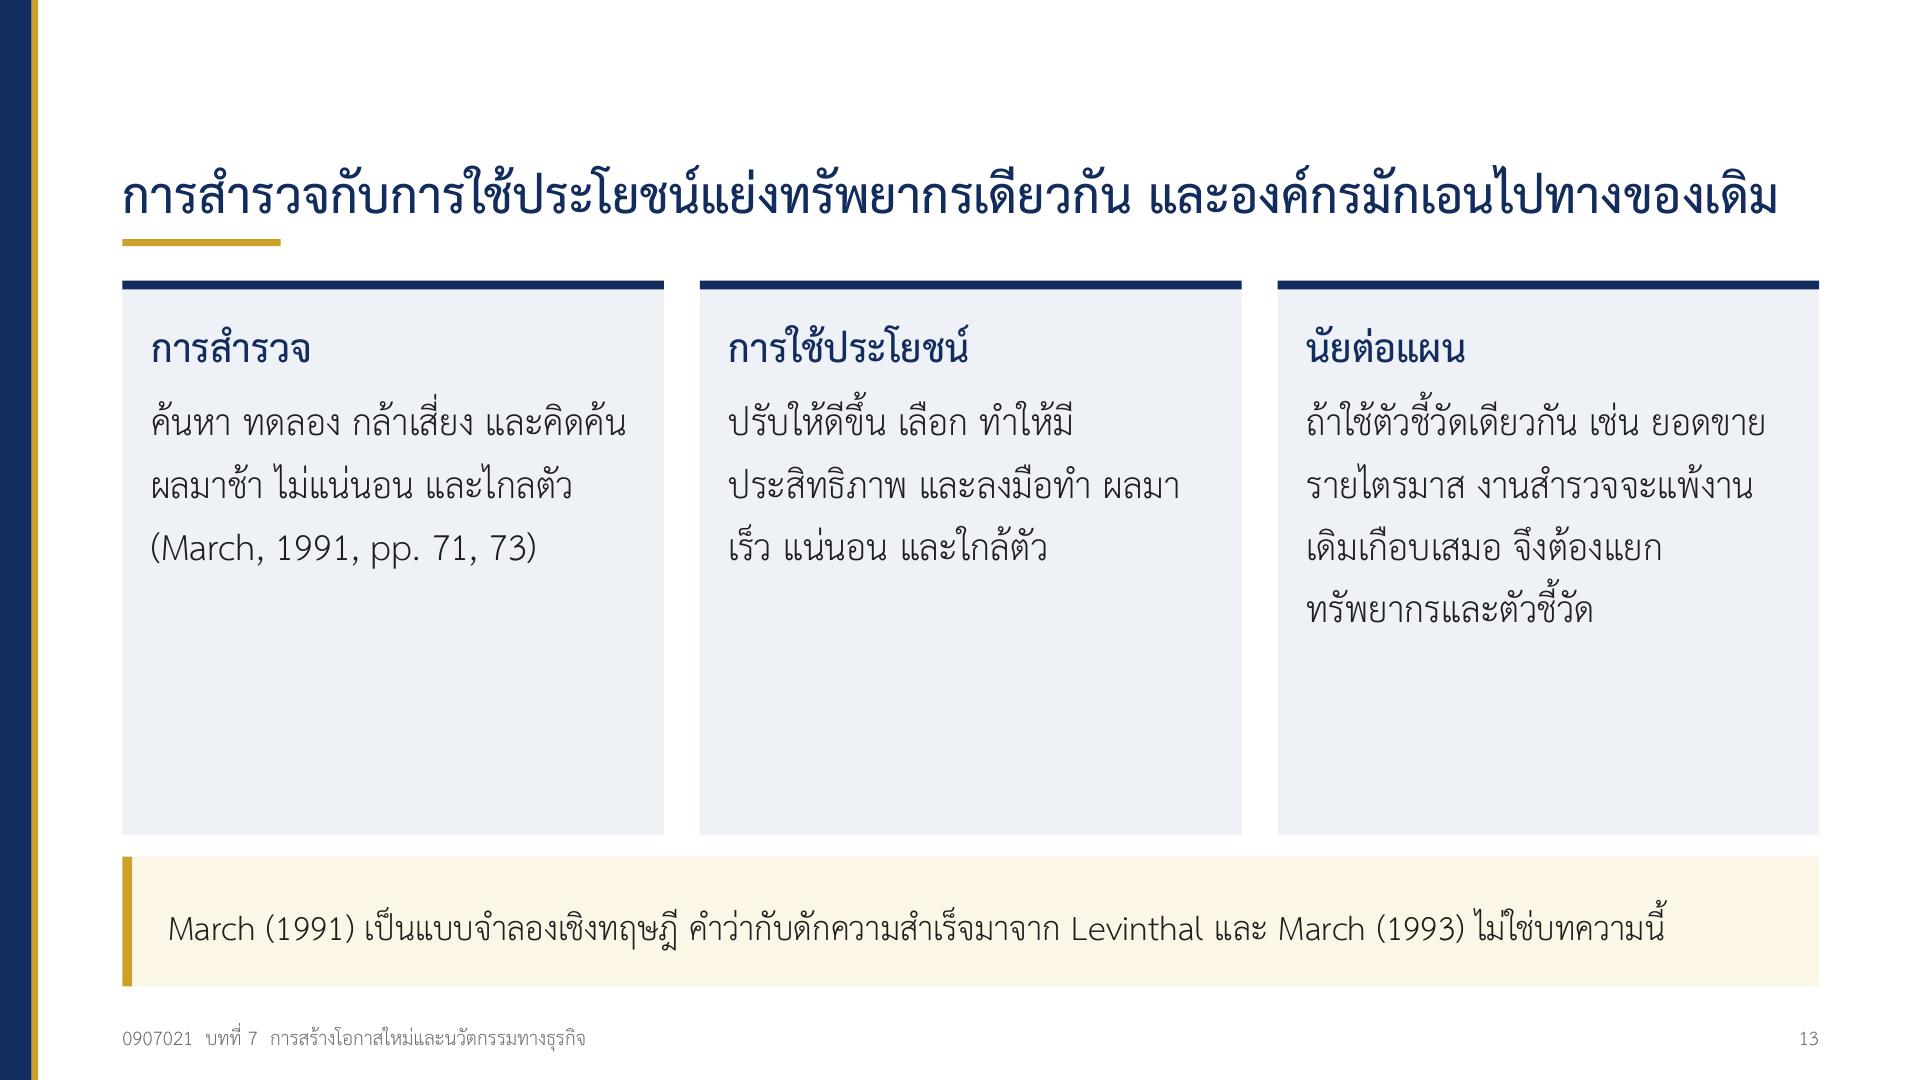 การสำรวจกับการใช้ประโยชน์แย่งทรัพยากรเดียวกัน และองค์กรมักเอนไปทางของเดิม
การสำรวจ
ค้นหา ทดลอง กล้าเสี่ยง และคิดค้น
ผลมาช้า ไม่แน่นอน และไกลตัว
(March, 1991, pp. 71, 73)
การใช้ประโยชน์
ปรับให้ดีขึ้น เลือก ทำให้มี
ประสิทธิภาพ และลงมือทำ ผลมา
เร็ว แน่นอน และใกล้ตัว
นัยต่อแผน
ถ้าใช้ตัวชี้วัดเดียวกัน เช่น ยอดขาย
รายไตรมาส งานสำรวจจะแพ้งาน
เดิมเกือบเสมอ จึงต้องแยก
ทรัพยากรและตัวชี้วัด
March (1991) เป็นแบบจำลองเชิงทฤษฎี คำว่ากับดักความสำเร็จมาจาก Levinthal และ March (1993) ไม่ใช่บทความนี้
0907021 บทที่ 7 การสร้างโอกาสใหม่และนวัตกรรมทางธุรกิจ
13